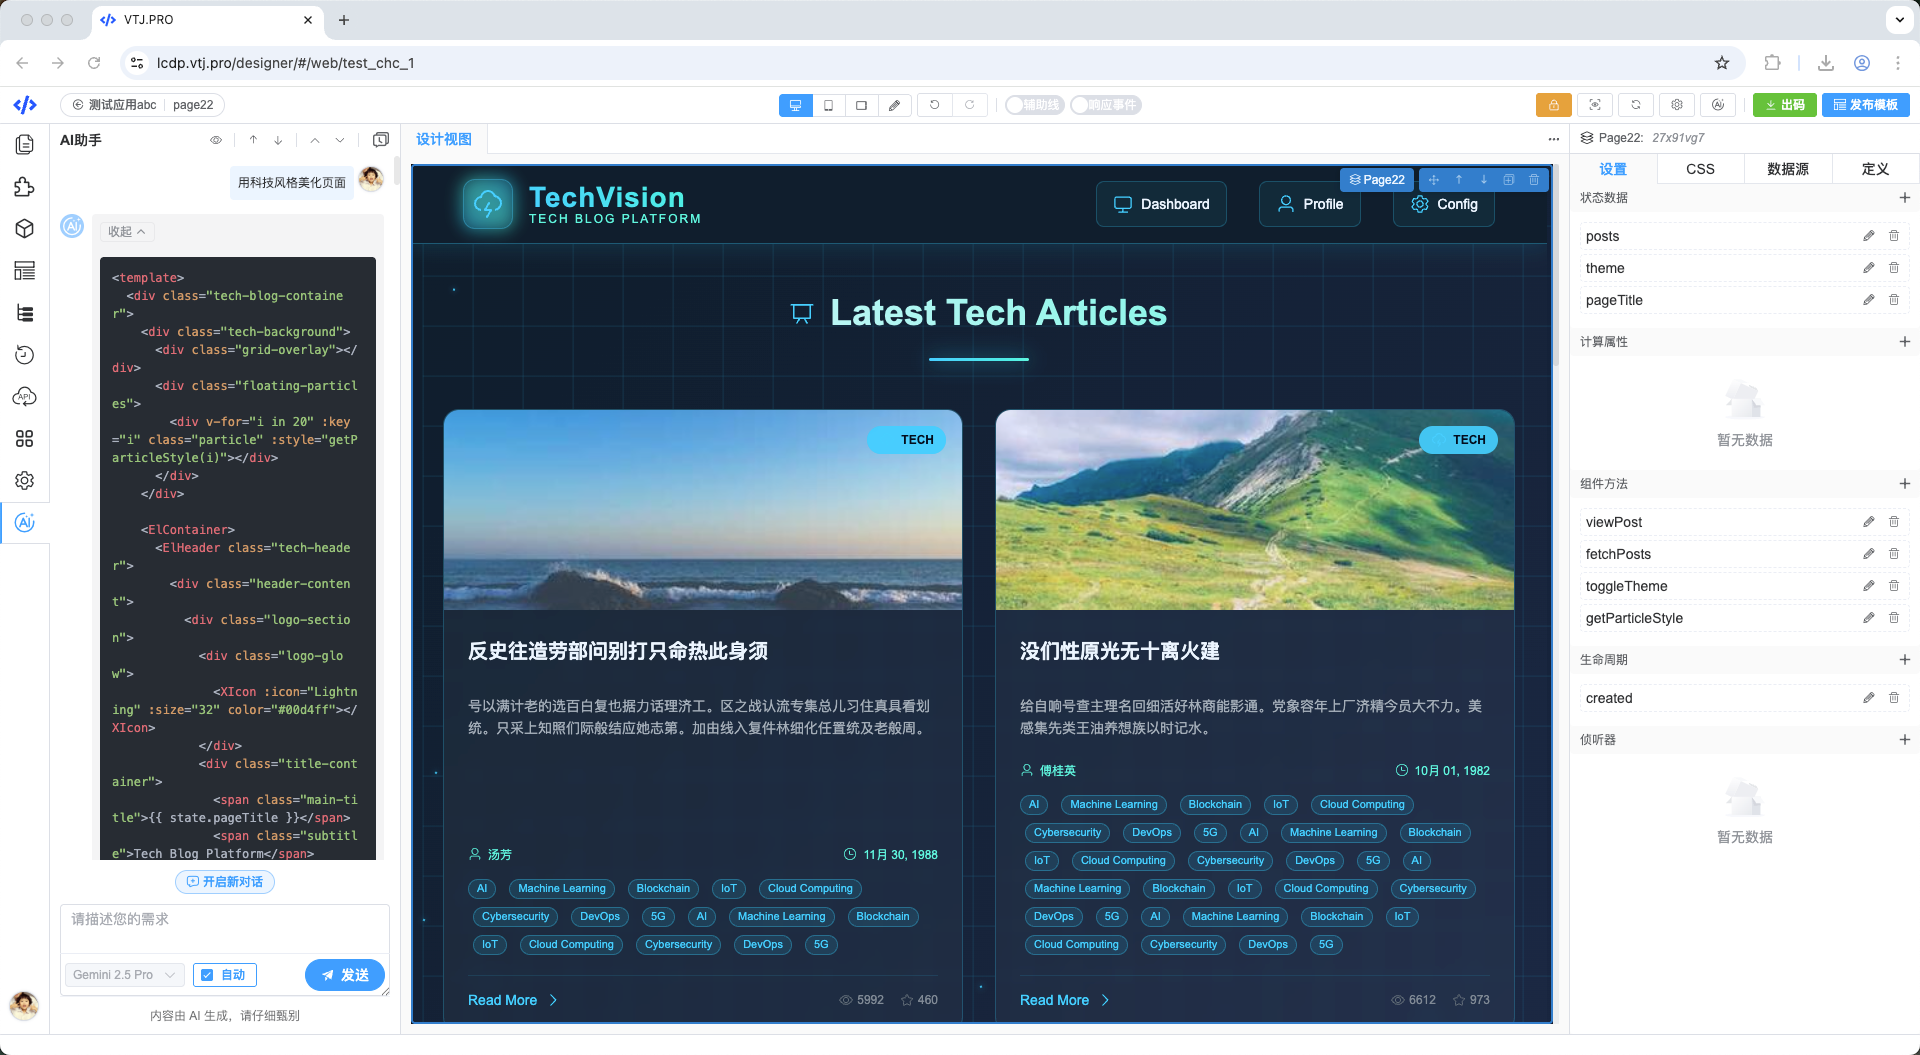 VTJ.PRO
lcdp.vtj.pro/designer/#/web/test_chc_1
测试应用abc
page22
辅助线
响应事件
出码
发布模板
AI助手
用科技风格美化页面
收起
<template>
<div class="tech-blog-containe
r">
<div class="tech-background">
<div class="grid-overlay"></
div>
<div class="floating-particl
es">
<div v-for="i in 20" :key
="i" class="particle" :style="getP
articleStyle(i)"></div>
</div>
</div>
<ElContainer>
<ElHeader class="tech-heade
r">
<div class="header-conten
t">
<div class="logo-sectio
n">
<div class="logo-glo
w">
<XIcon :icon="Lightn
ing" :size="32" color="#00d4ff"></
XIcon>
</div>
<div class="title-cont
ainer">
<span class="main-ti
tle">{{ state.pageTitle }}</span>
<span class="subtitl
e">Tech Blog Platform</span>
开启新对话
请描述您的需求
Gemini 2.5 Pro
自动
发送
内容由 AI 生成，请仔细甄别
设计视图
Page22
TechVision
TECH BLOG PLATFORM
Dashboard
Profile
Config
Latest Tech Articles
TECH
反史往造劳部问别打只命热此身须
号以满计老的选百白复也据力话理济工。区之战认流专集总儿习住真具看划
统。只采上知照们际般结应她志第。加由线入复件林细化任置统及老般周。
汤芳
11月 30, 1988
AI Machine Learning Blockchain IoT Cloud Computing
Cybersecurity DevOps 5G AI Machine Learning Blockchain
IoT Cloud Computing Cybersecurity DevOps 5G
Read More
5992
460
TECH
没们性原光无十离火建
给自响号查主理名回细活好林商能影通。党象容年上厂济精今员大不力。美
感集先类王油养想族以时记水。
傅桂英
10月 01, 1982
AI Machine Learning Blockchain IoT Cloud Computing
Cybersecurity DevOps 5G AI Machine Learning Blockchain
IoT Cloud Computing Cybersecurity DevOps 5G AI
Machine Learning Blockchain IoT Cloud Computing Cybersecurity
DevOps 5G AI Machine Learning Blockchain IoT
Cloud Computing Cybersecurity DevOps 5G
Read More
6612
973
Page22: 27x91vg7
设置
CSS
数据源
定义
状态数据
posts
theme
pageTitle
计算属性
暂无数据
组件方法
viewPost
fetchPosts
toggleTheme
getParticleStyle
生命周期
created
侦听器
暂无数据